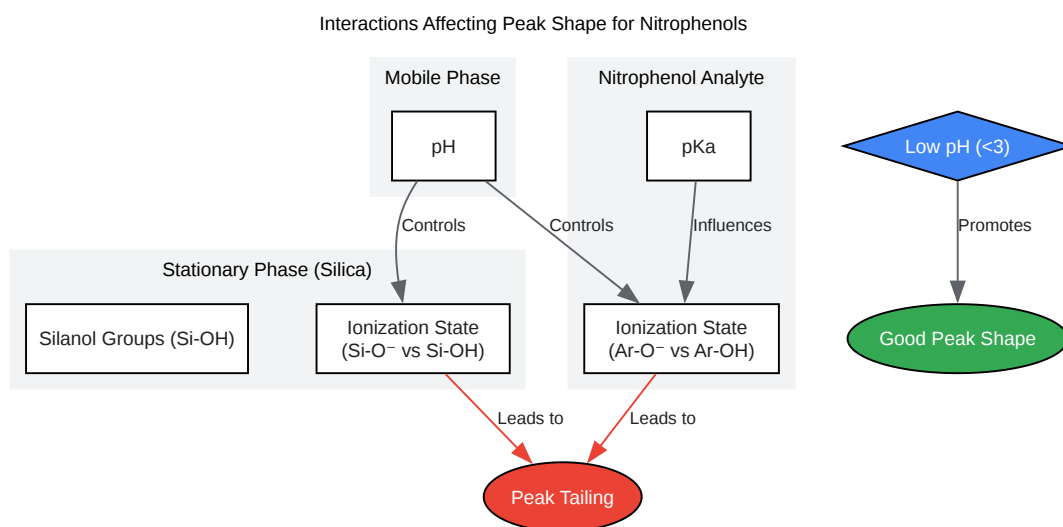 Interactions Affecting Peak Shape for Nitrophenols
Mobile Phase
Nitrophenol Analyte
pH
pKa
Low pH (<3)
Controls
Controls
Influences
Promotes
Stationary Phase (Silica)
Silanol Groups (Si-OH)
Ionization State
(Si-O⁻ vs Si-OH)
Ionization State
(Ar-O⁻ vs Ar-OH)
Good Peak Shape
Leads to
Leads to
Peak Tailing